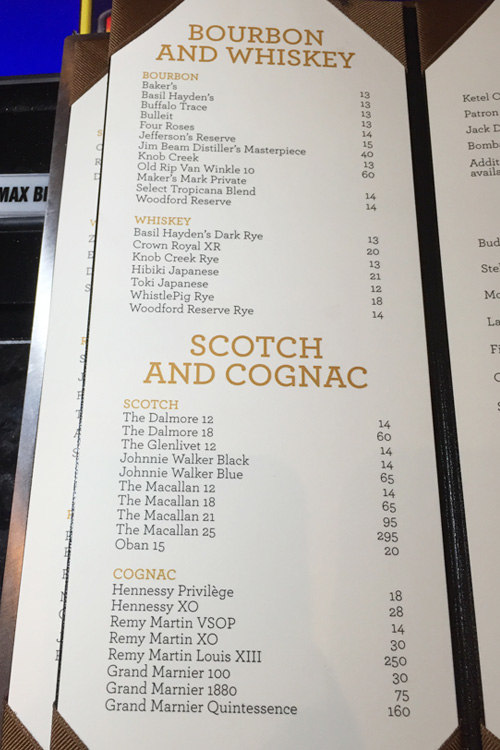 BOURBON
AND WHISKEY
BOURBON
Baker's 13
Basil Hayden's 13
Buffalo Trace 13
Bulleit 13
Four Roses 14
Jefferson's Reserve 15
Jim Beam Distiller's Masterpiece 40
Knob Creek 13
Old Rip Van Winkle 10 60
Maker's Mark Private
Select Tropicana Blend 14
Woodford Reserve 14
WHISKEY
Basil Hayden's Dark Rye 13
Crown Royal XR 20
Knob Creek Rye 13
Hibiki Japanese 21
Toki Japanese 12
WhistlePig Rye 18
Woodford Reserve Rye 14
SCOTCH
AND COGNAC
SCOTCH
The Dalmore 12 14
The Dalmore 18 60
The Glenlivet 12 14
Johnnie Walker Black 14
Johnnie Walker Blue 65
The Macallan 12 14
The Macallan 18 65
The Macallan 21 95
The Macallan 25 295
Oban 15 20
COGNAC
Hennessy Privilège 18
Hennessy XO 28
Remy Martin VSOP 14
Remy Martin XO 30
Remy Martin Louis XIII 250
Grand Marnier 100 30
Grand Marnier 1880 75
Grand Marnier Quintessence 160
MAX
Ketel
Patron
Jack